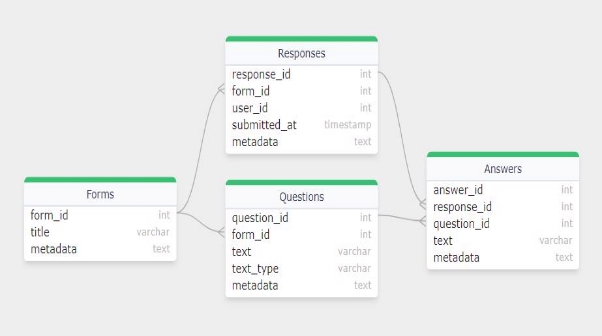 Responses
response_id int
form_id int
user_id int
submitted_at timestamp
metadata text
Forms
form_id int
title varchar
metadata text
Questions
question_id int
form_id int
text varchar
text_type varchar
metadata text
Answers
answer_id int
response_id int
question_id int
text varchar
metadata text